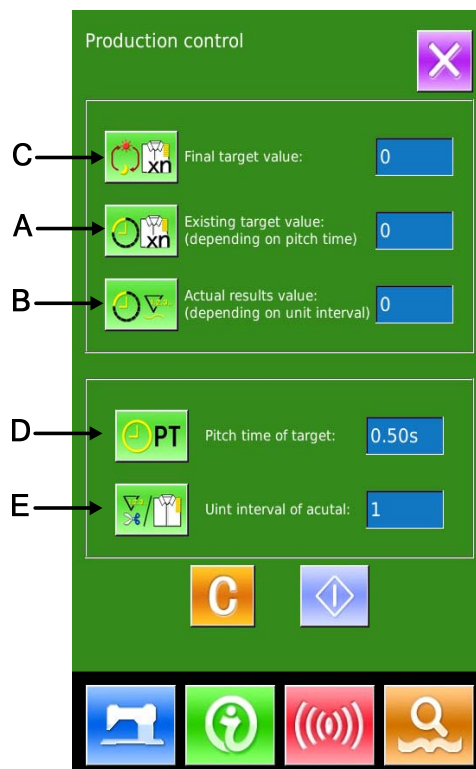 Production control
C
xn
Final target value:
0
A
xn
Existing target value:
(depending on pitch time)
0
B
Actual results value:
(depending on unit interval)
0
D
PT
Pitch time of target:
0.50s
E
Uint interval of acutal:
1
C